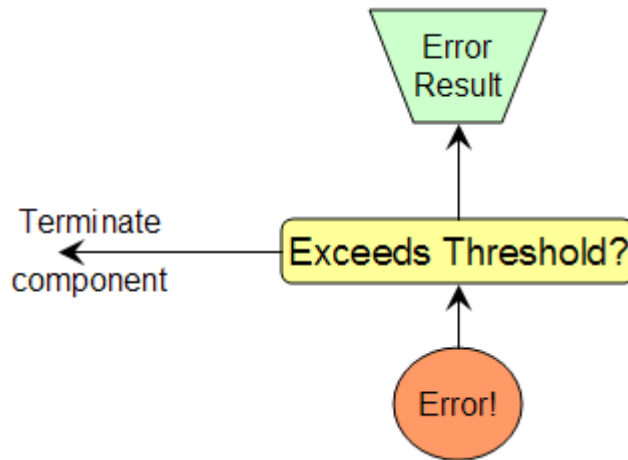 Error
Result
Terminate
component
Exceeds Threshold?
Error!